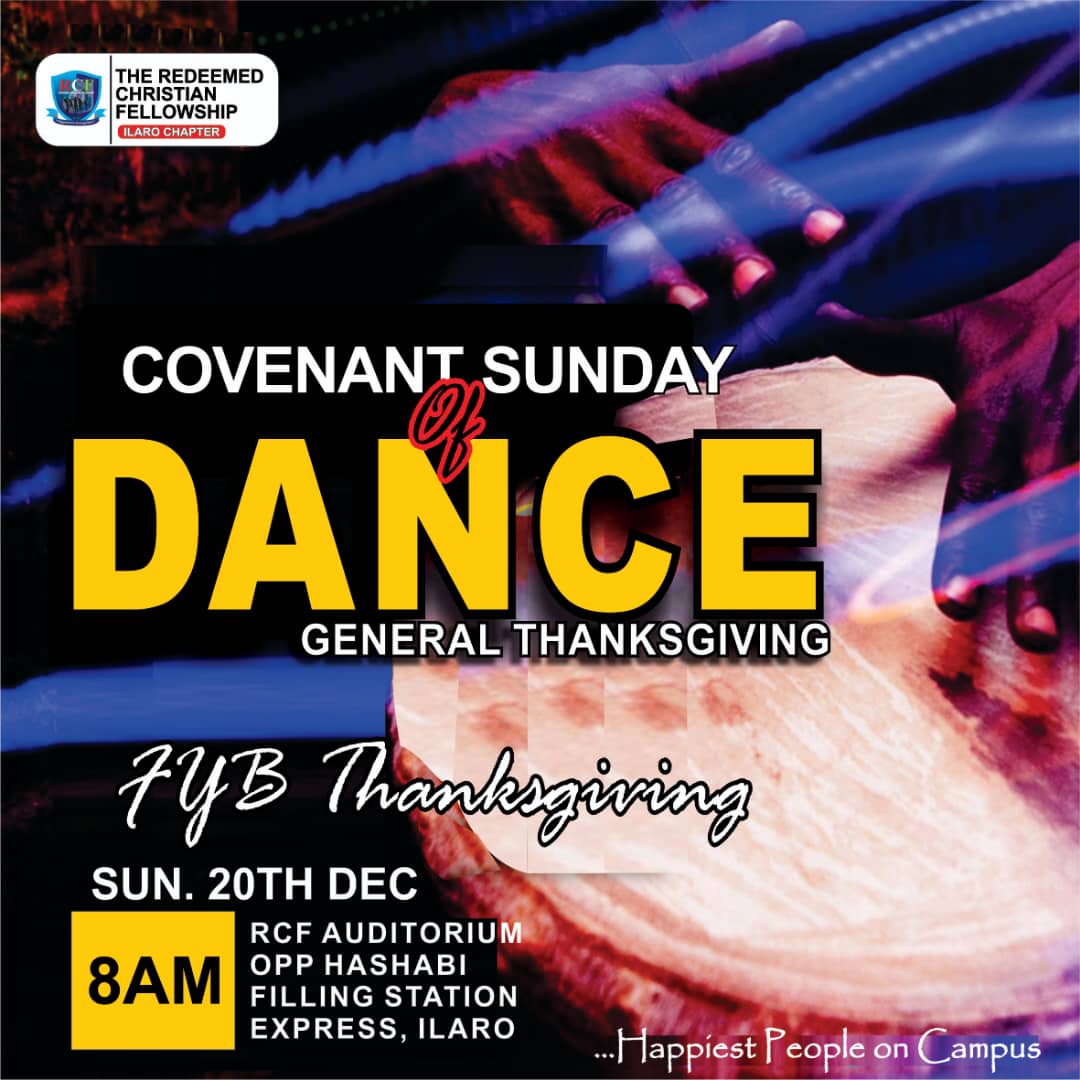 RCF
THE REDEEMED
CHRISTIAN
FELLOWSHIP
ILARO CHAPTER
COVENANT SUNDAY
Of
DANCE
GENERAL THANKSGIVING
FYB Thanksgiving
SUN. 20TH DEC
8AM
RCF AUDITORIUM
OPP HASHABI
FILLING STATION
EXPRESS, ILARO
...Happiest People on Campus